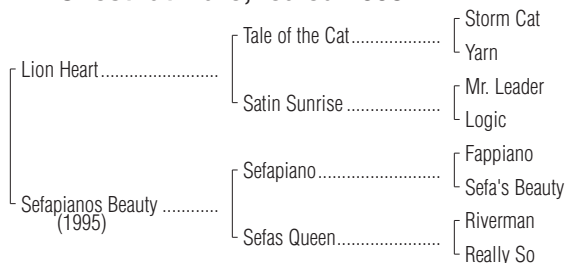 Storm Cat
Tale of the Cat
Yarn
Lion Heart
Mr. Leader
Satin Sunrise
Logic
Fappiano
Sefapiano
Sefa's Beauty
Sefapianos Beauty
(1995)
Riverman
Sefas Queen
Really So